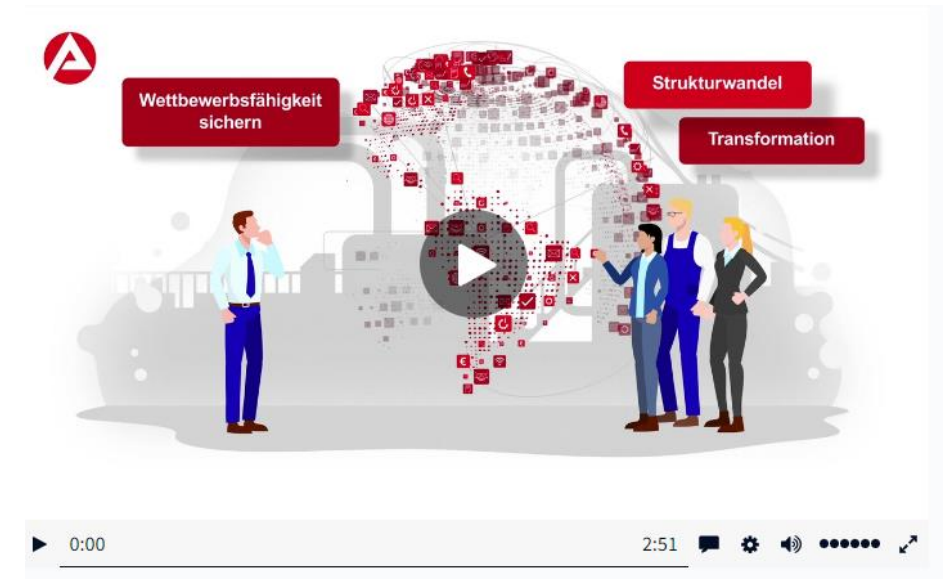 Wettbewerbsfähigkeit
sichern
Strukturwandel
Transformation
0:00
2:51